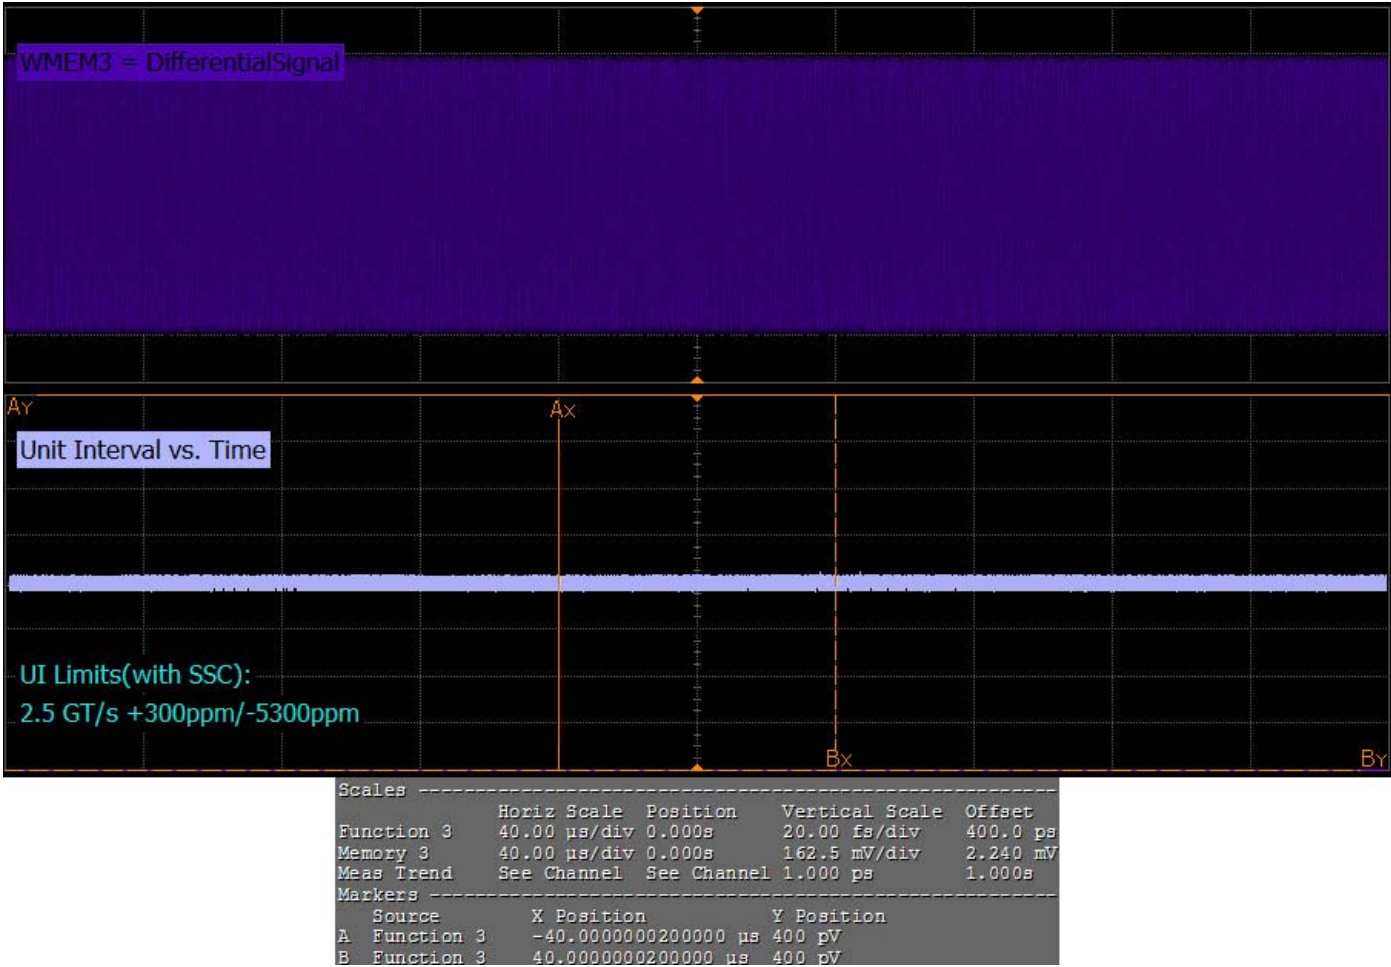 WMEM3 = DifferentialSignal
AY
AX
Unit Interval vs. Time
UI Limits(with SSC):
2.5 GT/s +300ppm/-5300ppm
BX
BY
Scales
Horiz Scale Position Vertical Scale Offset
Function 3 40.00 µs/div 0.000s 20.00 fs/div 400.0 ps
Memory 3 40.00 µs/div 0.000s 162.5 mV/div 2.240 mV
Meas Trend See Channel See Channel 1.000 ps 1.000s
Markers
Source X Position Y Position
A Function 3 -40.0000000200000 µs 400 pV
B Function 3 40.0000000200000 µs 400 pV